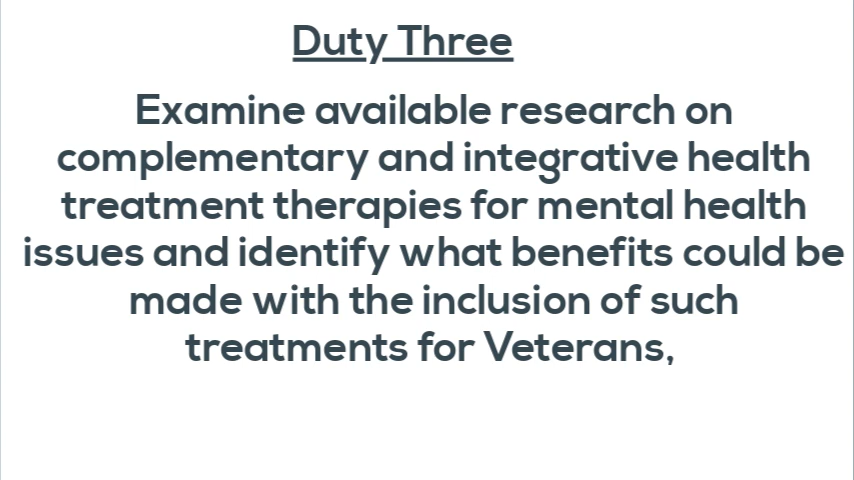 Duty Three
Examine available research on
complementary and integrative health
treatment therapies for mental health
issues and identify what benefits could be
made with the inclusion of such
treatments for Veterans,